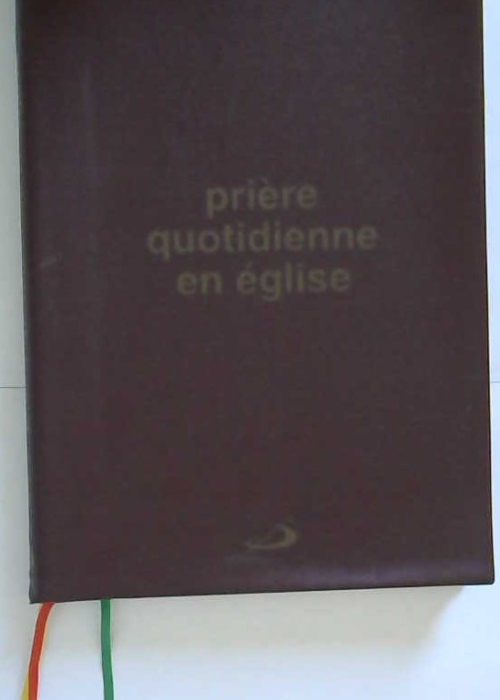 prière
quotidienne
en église